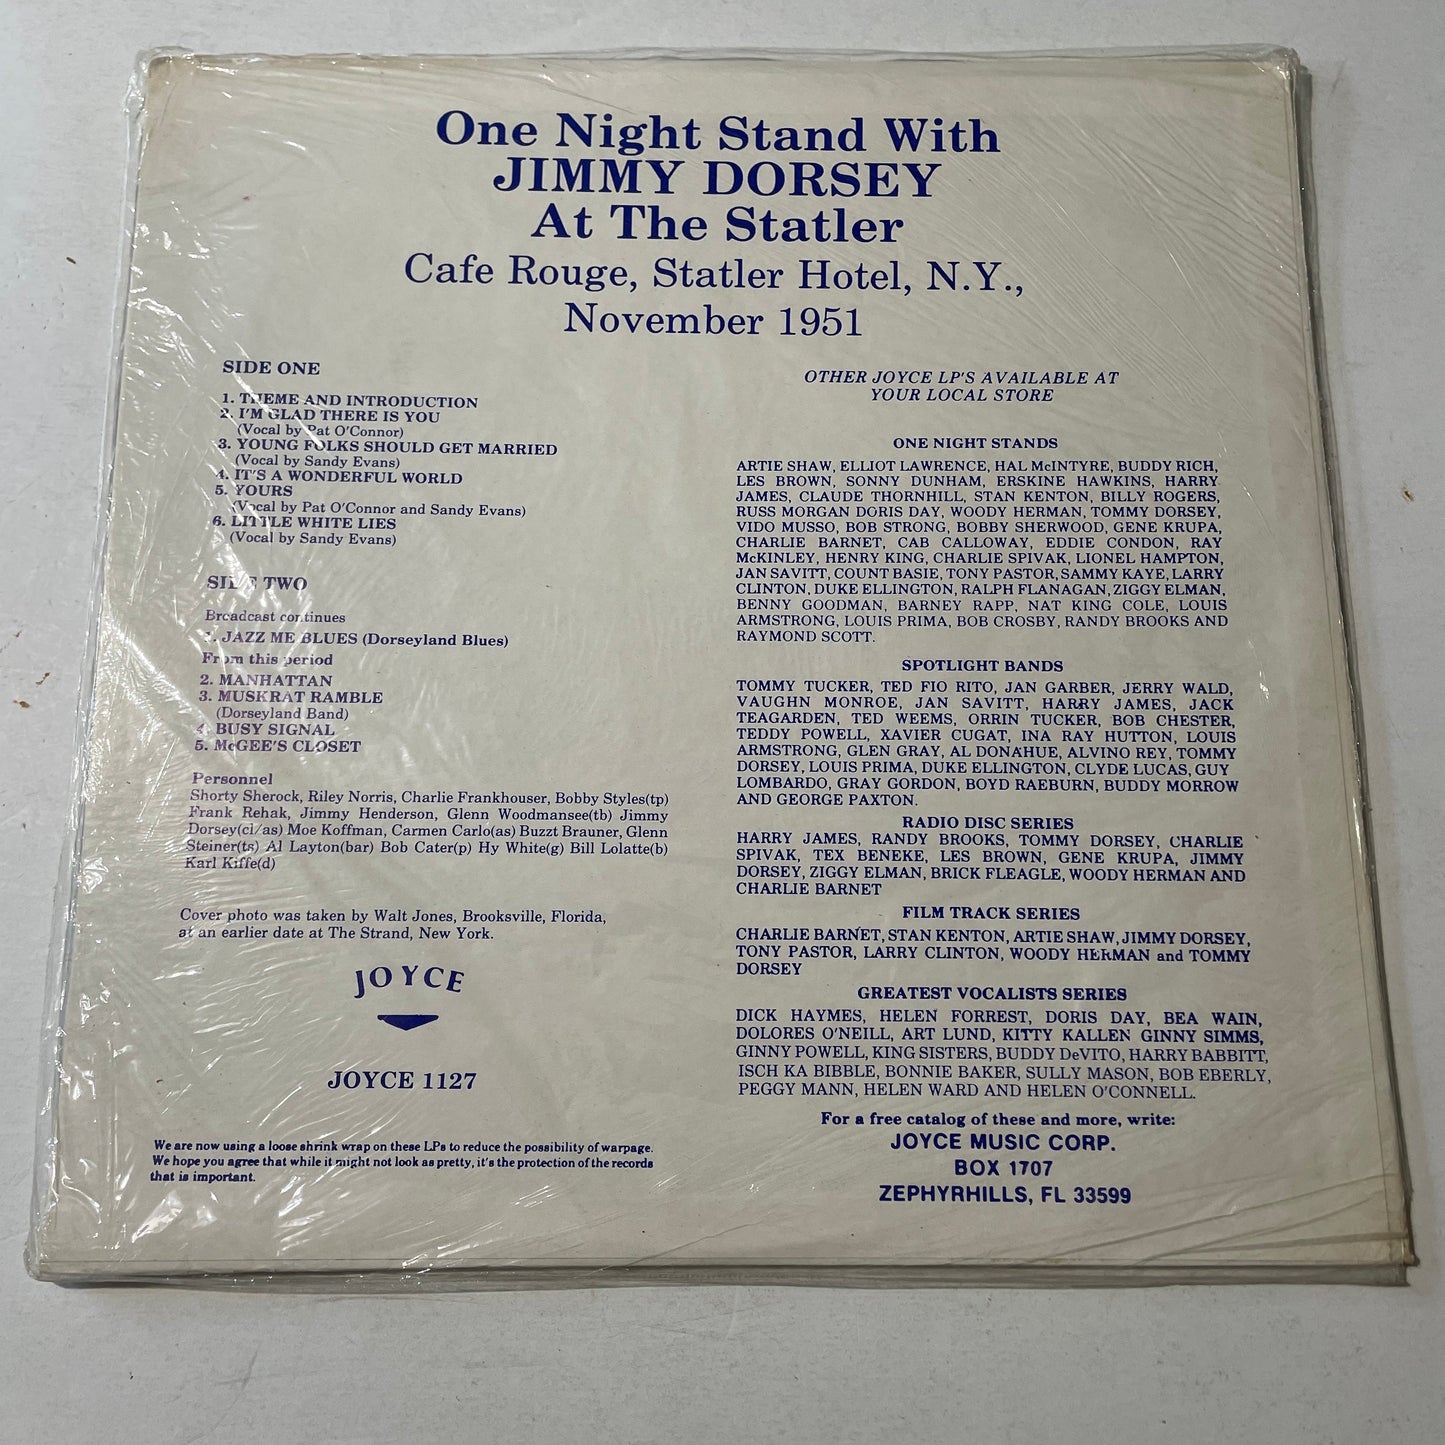 One Night Stand With
JIMMY DORSEY
At The Statler
Cafe Rouge, Statler Hotel, N.Y.,
November 1951
SIDE ONE
1. THEME AND INTRODUCTION
2. I'M GLAD THERE IS YOU
(Vocal by Pat O'Connor)
3. YOUNG FOLKS SHOULD GET MARRIED
(Vocal by Sandy Evans)
4. IT'S A WONDERFUL WORLD
5. YOURS
(Vocal by Pat O'Connor and Sandy Evans)
6. LITTLE WHITE LIES
(Vocal by Sandy Evans)
SIDE TWO
Broadcast continues
1. JAZZ ME BLUES (Dorseyland Blues)
From this period
2. MANHATTAN
3. MUSKRAT RAMBLE
(Dorseyland Band)
4. BUSY SIGNAL
5. McGEE'S CLOSET
Personnel
Shorty Sherock, Riley Norris, Charlie Frankhouser, Bobby Styles(tp)
Frank Rehak, Jimmy Henderson, Glenn Woodmansee(tb) Jimmy
Dorsey(cl/as) Moe Koffman, Carmen Carlo(as) Buzzt Brauner, Glenn
Steiner(ts) Al Layton(bar) Bob Cater(p) Hy White(g) Bill Lolatte(b)
Karl Kiffe(d)
Cover photo was taken by Walt Jones, Brooksville, Florida,
at an earlier date at The Strand, New York.
JOYCE
JOYCE 1127
We are now using a loose shrink wrap on these LPs to reduce the possibility of warpage.
We hope you agree that while it might not look as pretty, it's the protection of the records
that is important.
OTHER JOYCE LP'S AVAILABLE AT
YOUR LOCAL STORE
ONE NIGHT STANDS
ARTIE SHAW, ELLIOT LAWRENCE, HAL McINTYRE, BUDDY RICH,
LES BROWN, SONNY DUNHAM, ERSKINE HAWKINS, HARRY
JAMES, CLAUDE THORNHILL, STAN KENTON, BILLY ROGERS,
RUSS MORGAN DORIS DAY, WOODY HERMAN, TOMMY DORSEY,
VIDO MUSSO, BOB STRONG, BOBBY SHERWOOD, GENE KRUPA,
CHARLIE BARNET, CAB CALLOWAY, EDDIE CONDON, RAY
McKINLEY, HENRY KING, CHARLIE SPIVAK, LIONEL HAMPTON,
JAN SAVITT, COUNT BASIE, TONY PASTOR, SAMMY KAYE, LARRY
CLINTON, DUKE ELLINGTON, RALPH FLANAGAN, ZIGGY ELMAN,
BENNY GOODMAN, BARNEY RAPP, NAT KING COLE, LOUIS
ARMSTRONG, LOUIS PRIMA, BOB CROSBY, RANDY BROOKS AND
RAYMOND SCOTT.
SPOTLIGHT BANDS
TOMMY TUCKER, TED FIO RITO, JAN GARBER, JERRY WALD,
VAUGHN MONROE, JAN SAVITT, HARRY JAMES, JACK
TEAGARDEN, TED WEEMS, ORRIN TUCKER, BOB CHESTER,
TEDDY POWELL, XAVIER CUGAT, INA RAY HUTTON, LOUIS
ARMSTRONG, GLEN GRAY, AL DONAHUE, ALVINO REY, TOMMY
DORSEY, LOUIS PRIMA, DUKE ELLINGTON, CLYDE LUCAS, GUY
LOMBARDO, GRAY GORDON, BOYD RAEBURN, BUDDY MORROW
AND GEORGE PAXTON.
RADIO DISC SERIES
HARRY JAMES, RANDY BROOKS, TOMMY DORSEY, CHARLIE
SPIVAK, TEX BENEKE, LES BROWN, GENE KRUPA, JIMMY
DORSEY, ZIGGY ELMAN, BRICK FLEAGLE, WOODY HERMAN AND
CHARLIE BARNET
FILM TRACK SERIES
CHARLIE BARNET, STAN KENTON, ARTIE SHAW, JIMMY DORSEY,
TONY PASTOR, LARRY CLINTON, WOODY HERMAN and TOMMY
DORSEY
GREATEST VOCALISTS SERIES
DICK HAYMES, HELEN FORREST, DORIS DAY, BEA WAIN,
DOLORES O'NEILL, ART LUND, KITTY KALLEN GINNY SIMMS,
GINNY POWELL, KING SISTERS, BUDDY DeVITO, HARRY BABBITT,
ISCH KA BIBBLE, BONNIE BAKER, SULLY MASON, BOB EBERLY,
PEGGY MANN, HELEN WARD AND HELEN O'CONNELL.
For a free catalog of these and more, write:
JOYCE MUSIC CORP.
BOX 1707
ZEPHYRHILLS, FL 33599